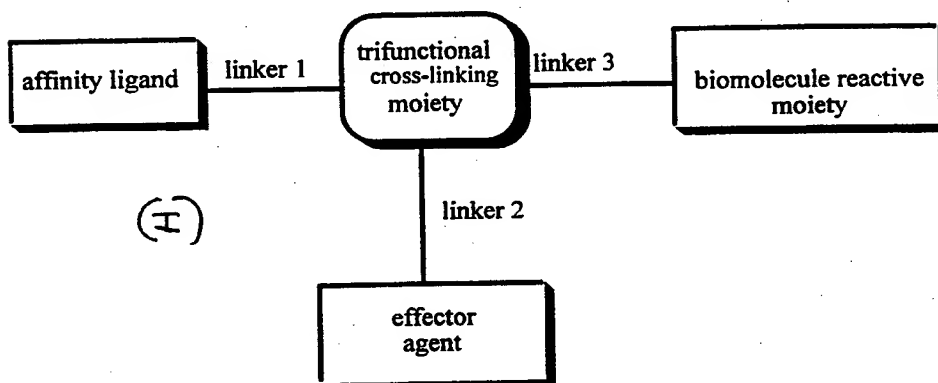 affinity ligand
linker 1
trifunctional
cross-linking
moiety
linker 3
biomolecule reactive
moiety
(I)
linker 2
effector
agent